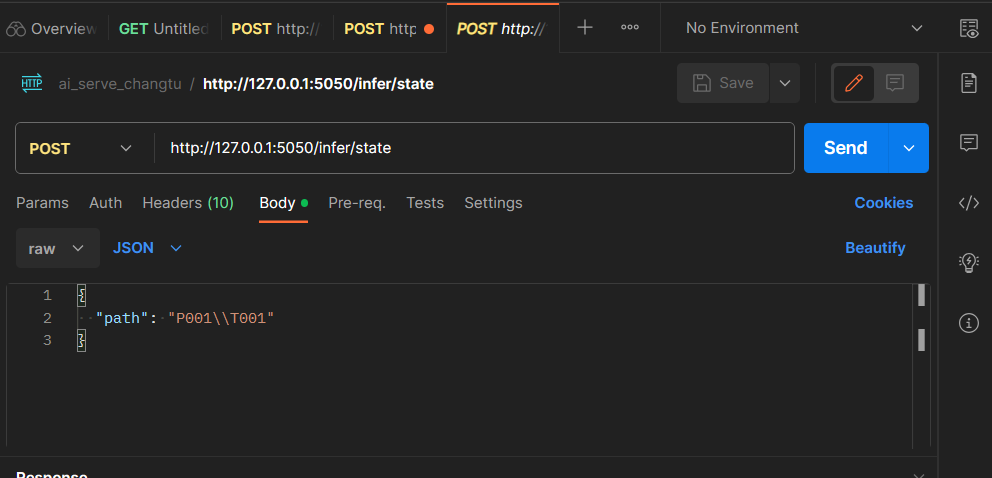 Overview GET Untitled POST http:// POST http POST http:// No Environment
HTTP ai_serve_changtu / http://127.0.0.1:5050/infer/state Save
POST http://127.0.0.1:5050/infer/state Send
Params Auth Headers (10) Body Pre-req. Tests Settings Cookies
raw JSON Beautify
1 {
2 "path": "P001\\T001"
3 }
Response